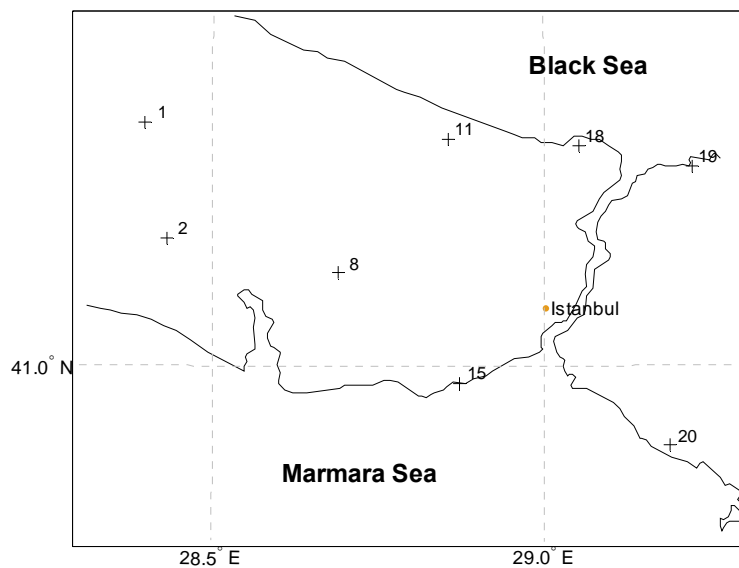 Black Sea
1
11
18
19
2
8
Istanbul
41.0° N
15
20
Marmara Sea
28.5° E
29.0° E